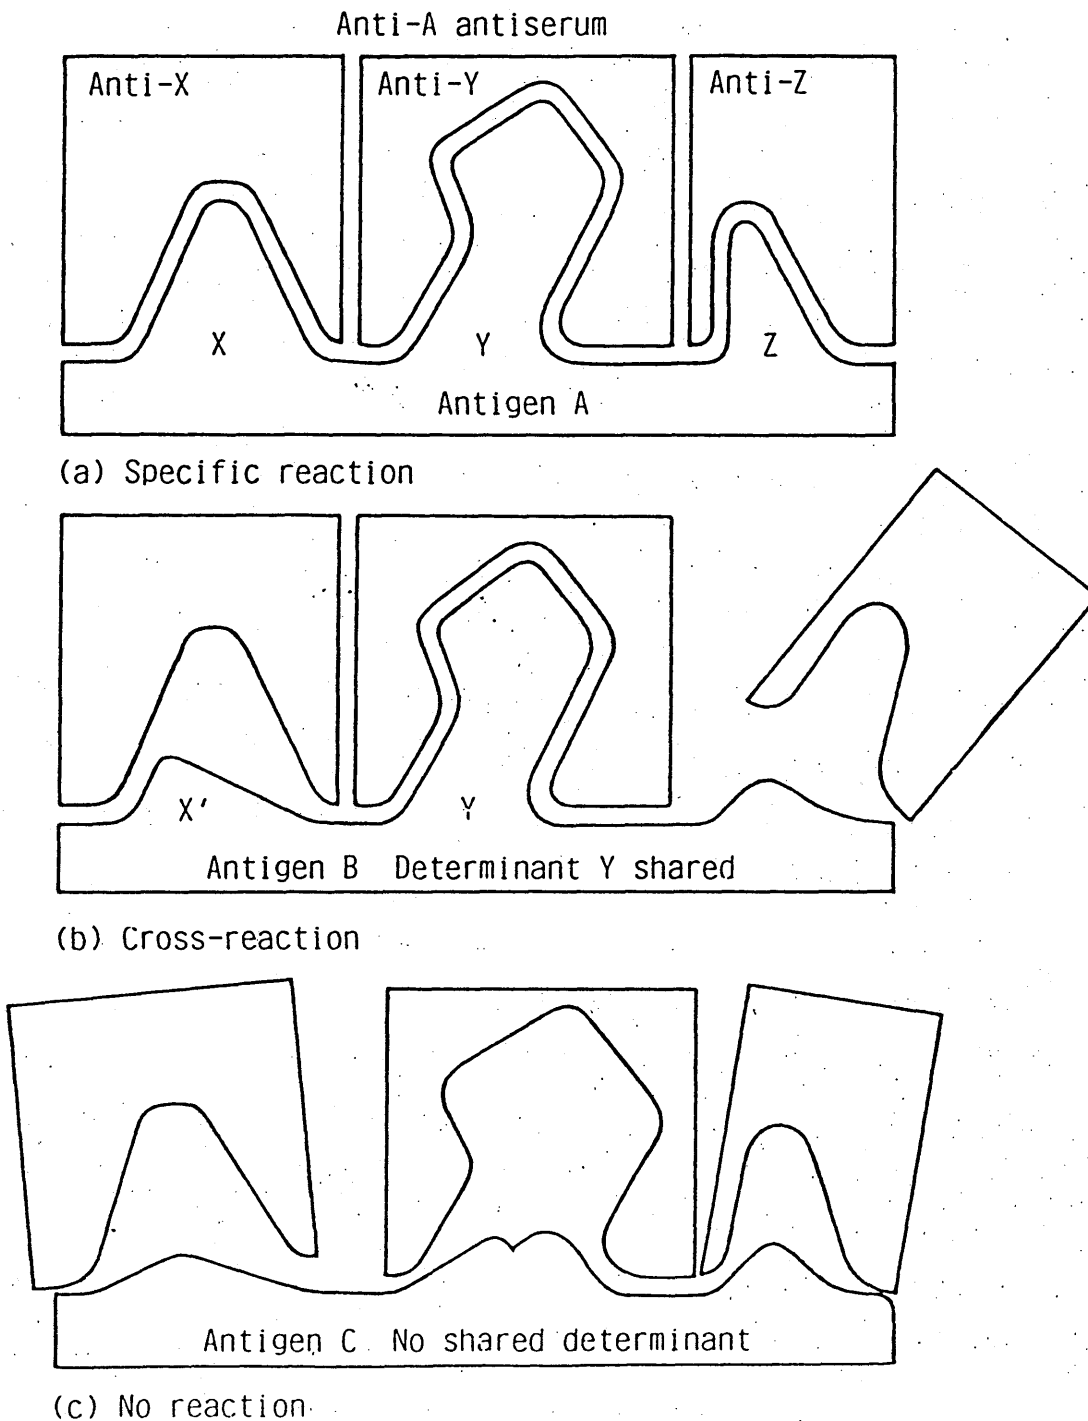 Anti-A antiserum
Anti-X Anti-Y Anti-Z
X Y Z
Antigen A
(a) Specific reaction
X' Y
Antigen B Determinant Y shared
(b) Cross-reaction
Antigen C No shared determinant
(c) No reaction